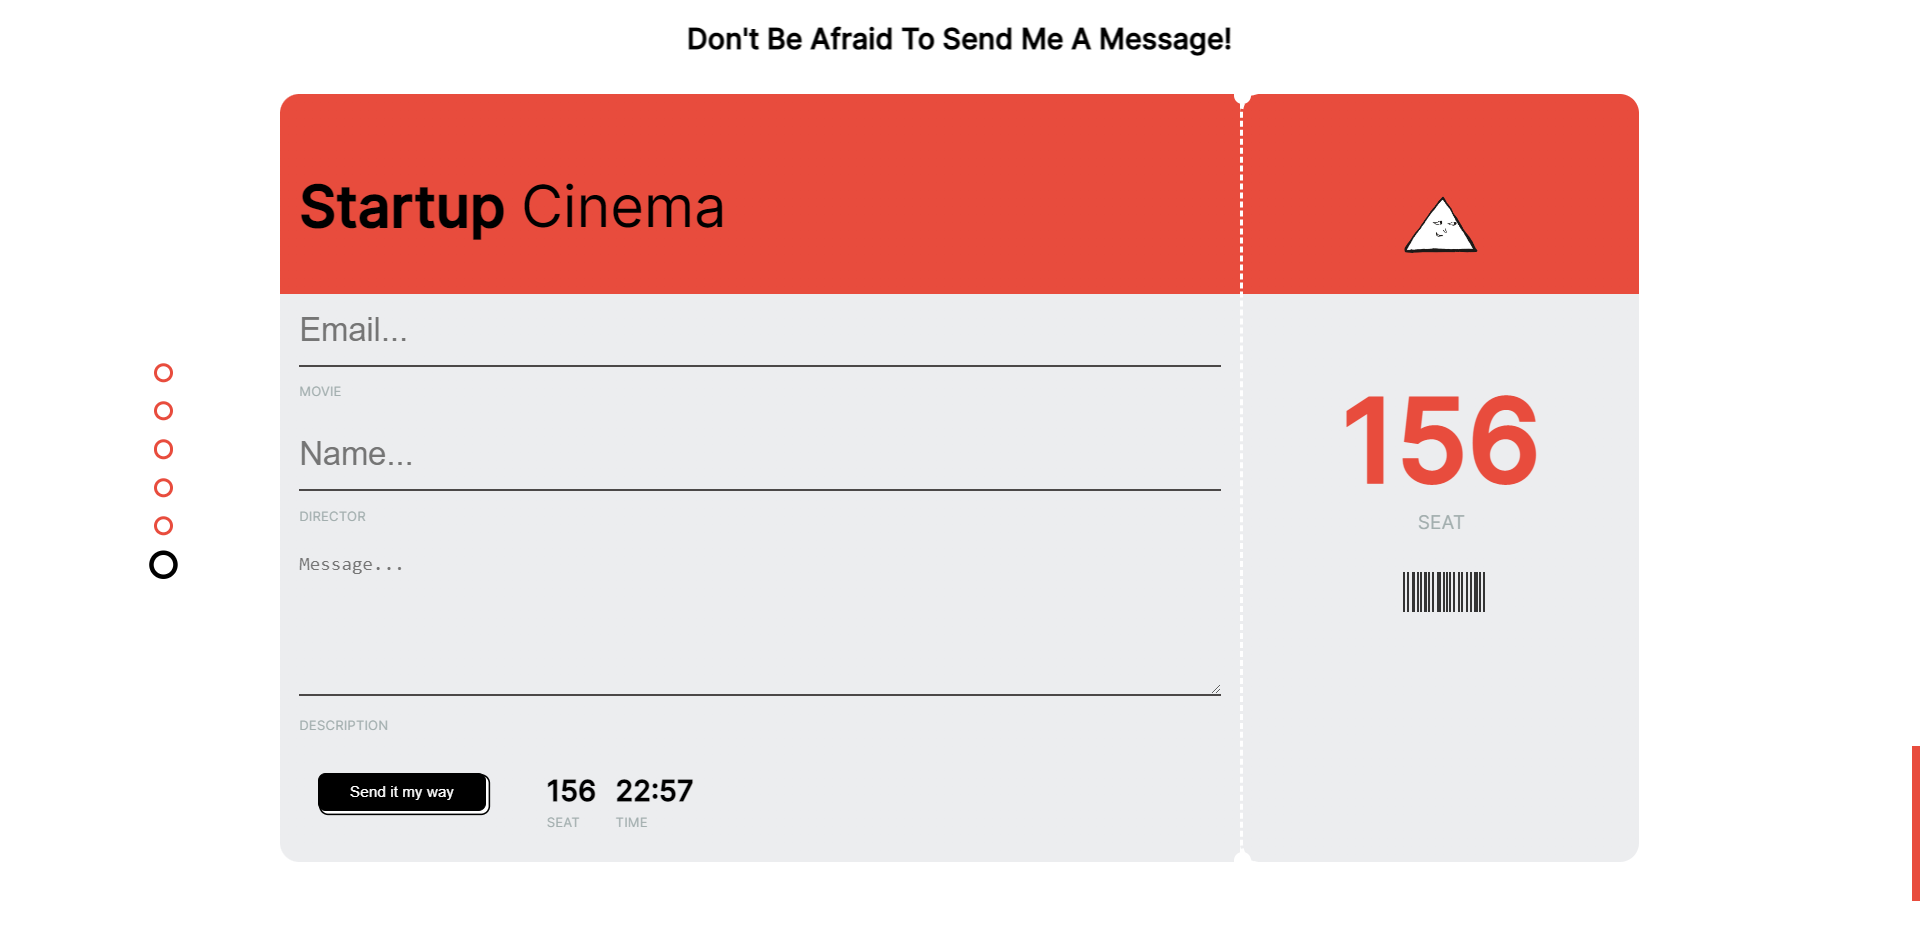 Don't Be Afraid To Send Me A Message!
Startup Cinema
Email...
MOVIE
Name...
DIRECTOR
Message...
DESCRIPTION
Send it my way
156 22:57
SEAT TIME
156
SEAT